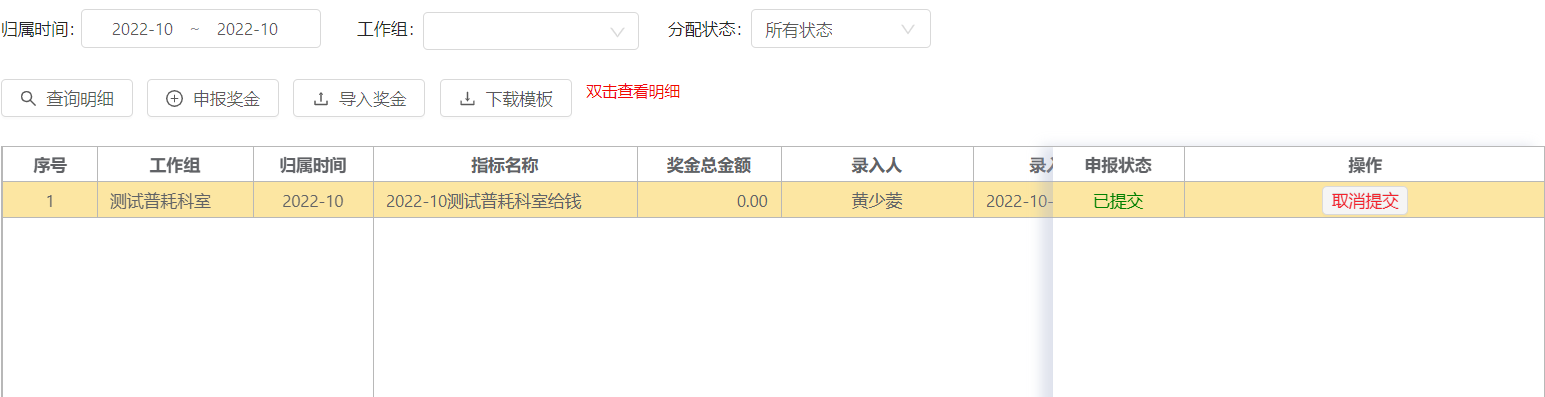 归属时间: 2022-10 ~ 2022-10 工作组: 分配状态: 所有状态
查询明细 申报奖金 导入奖金 下载模板 双击查看明细
序号 工作组 归属时间 指标名称 奖金总金额 录入人 录入 申报状态 操作
1 测试普耗科室 2022-10 2022-10测试普耗科室给钱 0.00 黄少菱 2022-10- 已提交 取消提交